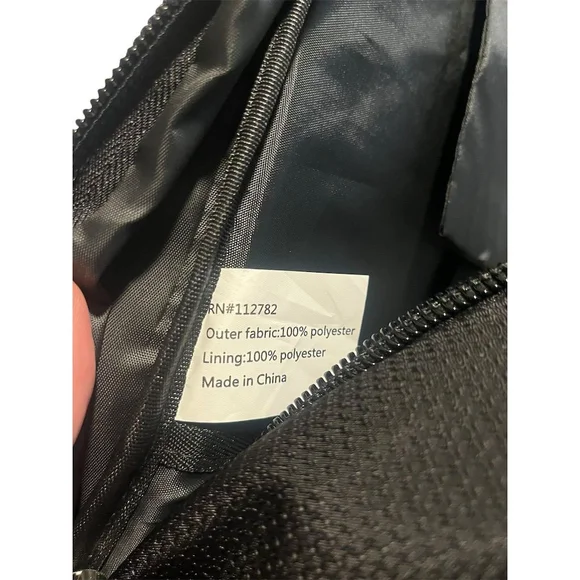 RN#112782
Outer fabric:100% polyester
Lining:100% polyester
Made in China